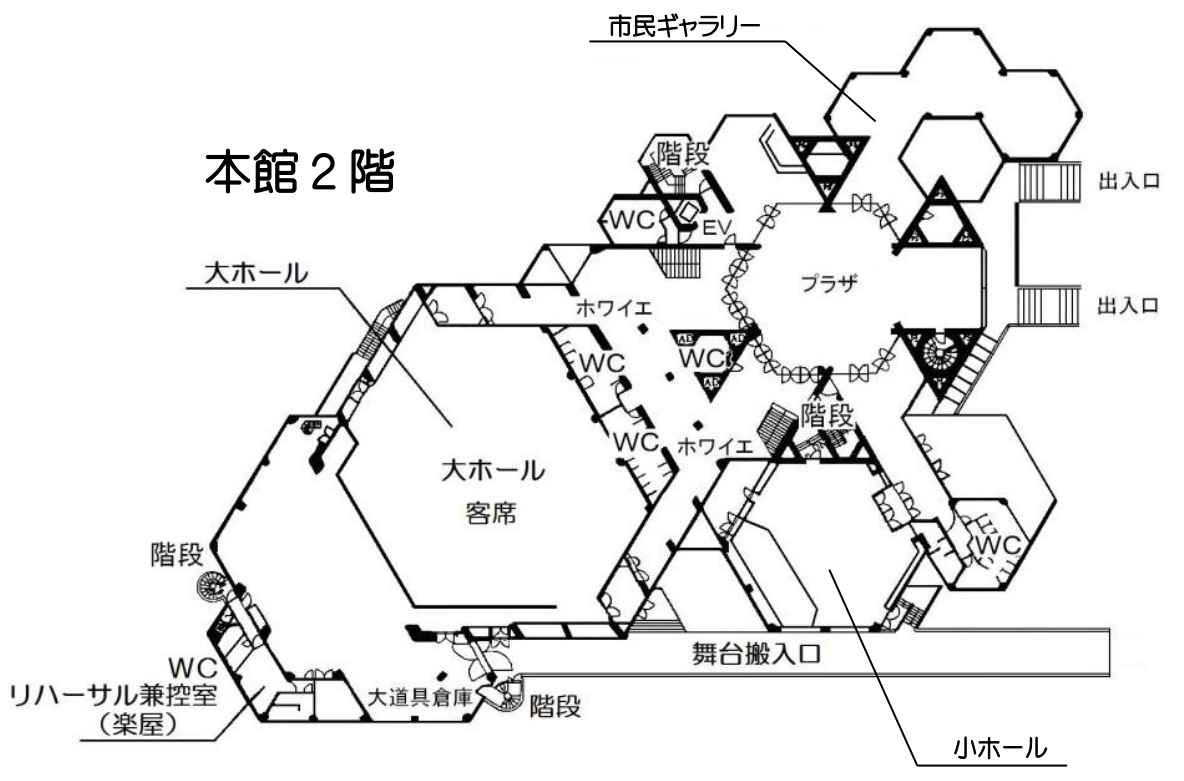 市民ギャラリー
本館２階
階段
出入口
WC
EV
大ホール
プラザ
ホワイエ
出入口
WC
WC
階段
WC
ホワイエ
大ホール
客席
WC
階段
舞台搬入口
WC
リハーサル兼控室
（楽屋）
大道具倉庫
階段
小ホール